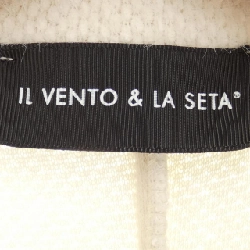 IL VENTO & LA SETA®